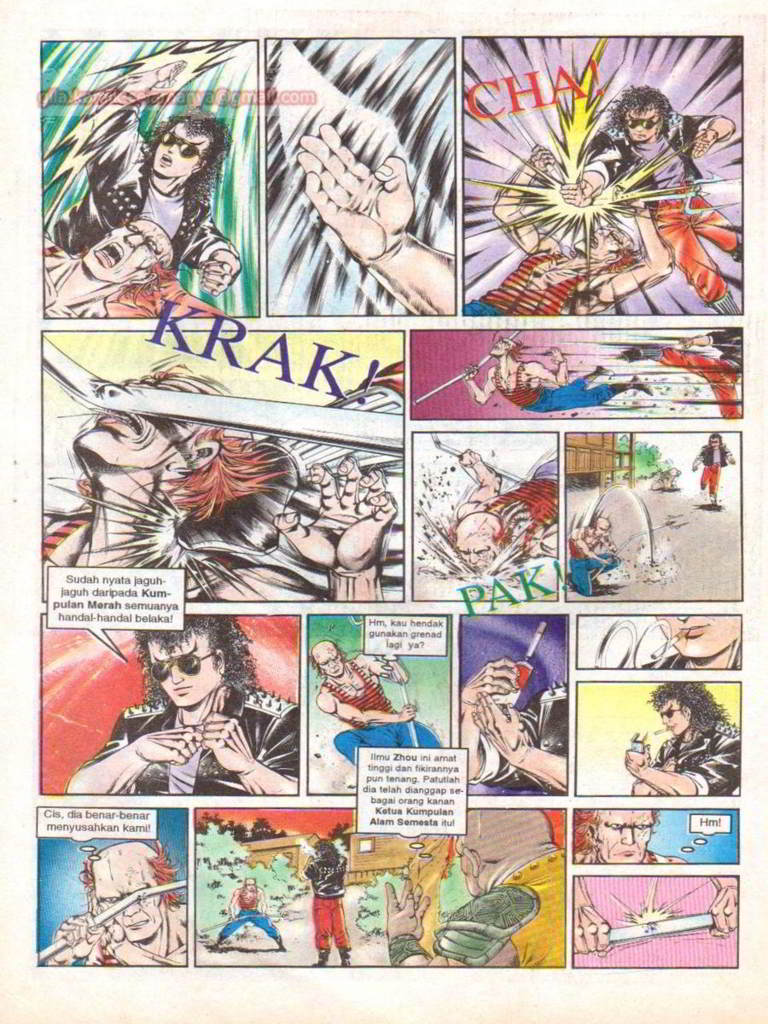 CHA!
KRAK!
PAK!
Sudah nyata jaguh-
jaguh daripada Kum-
pulan Merah semuanya
handal-handal belaka!
Hm, kau hendak
gunakan grenad
lagi ya?
Ilmu Zhou ini amat
tinggi dan fikirannya
pun tenang. Patutlah
dia telah dianggap se-
bagai orang kanan
Ketua Kumpulan
Alam Semesta itu!
Cis, dia benar-benar
menyusahkan kami!
Hm!